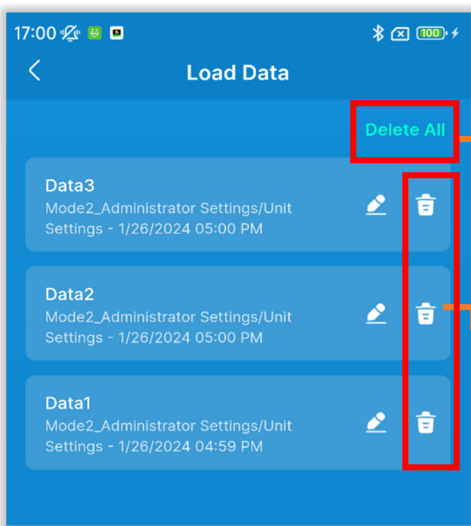 17:00
100
Load Data
Delete All
Data3
Mode2_Administrator Settings/Unit
Settings - 1/26/2024 05:00 PM
Data2
Mode2_Administrator Settings/Unit
Settings - 1/26/2024 05:00 PM
Data1
Mode2_Administrator Settings/Unit
Settings - 1/26/2024 04:59 PM